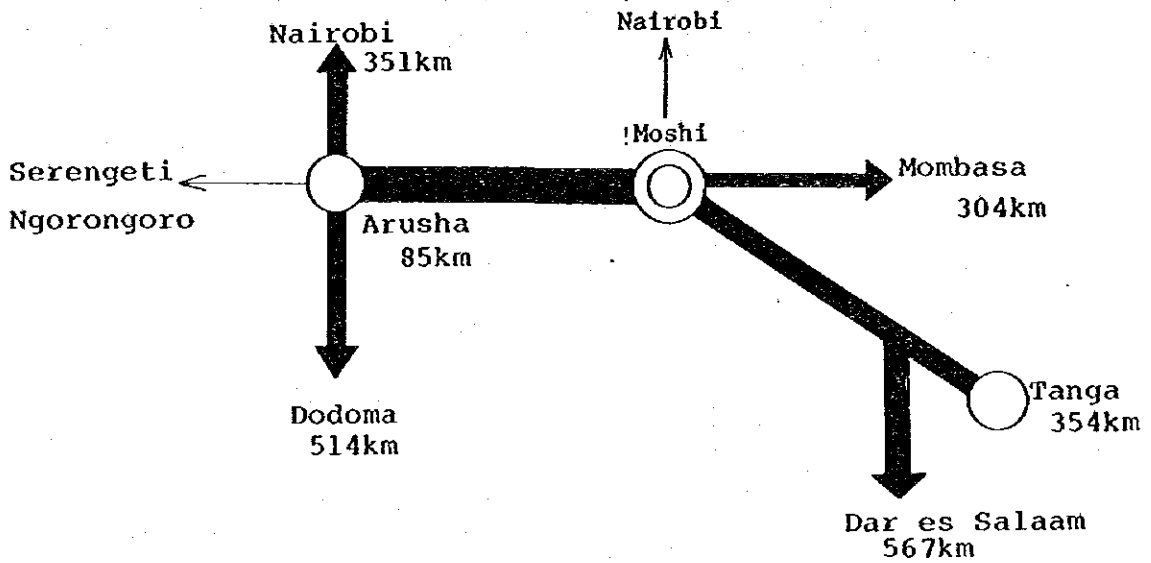 Nairobi
351km
Nairobi
!Moshi
Serengeti
Ngorongoro
Arusha
85km
Mombasa
304km
Dodoma
514km
Tanga
354km
Dar es Salaam
567km